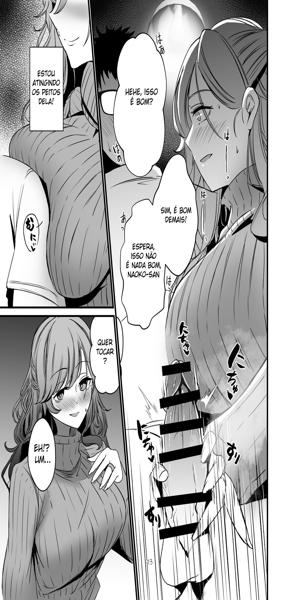 HEHE, ISSO
É BOM?
ESTOU
ATINGINDO
OS PEITOS
DELA!
SIM, É BOM
DEMAIS!
ESPERA,
ISSO NÃO
É NADA BOM,
NAOKO-SAN
QUER
TOCAR
?
EH!?
UM...